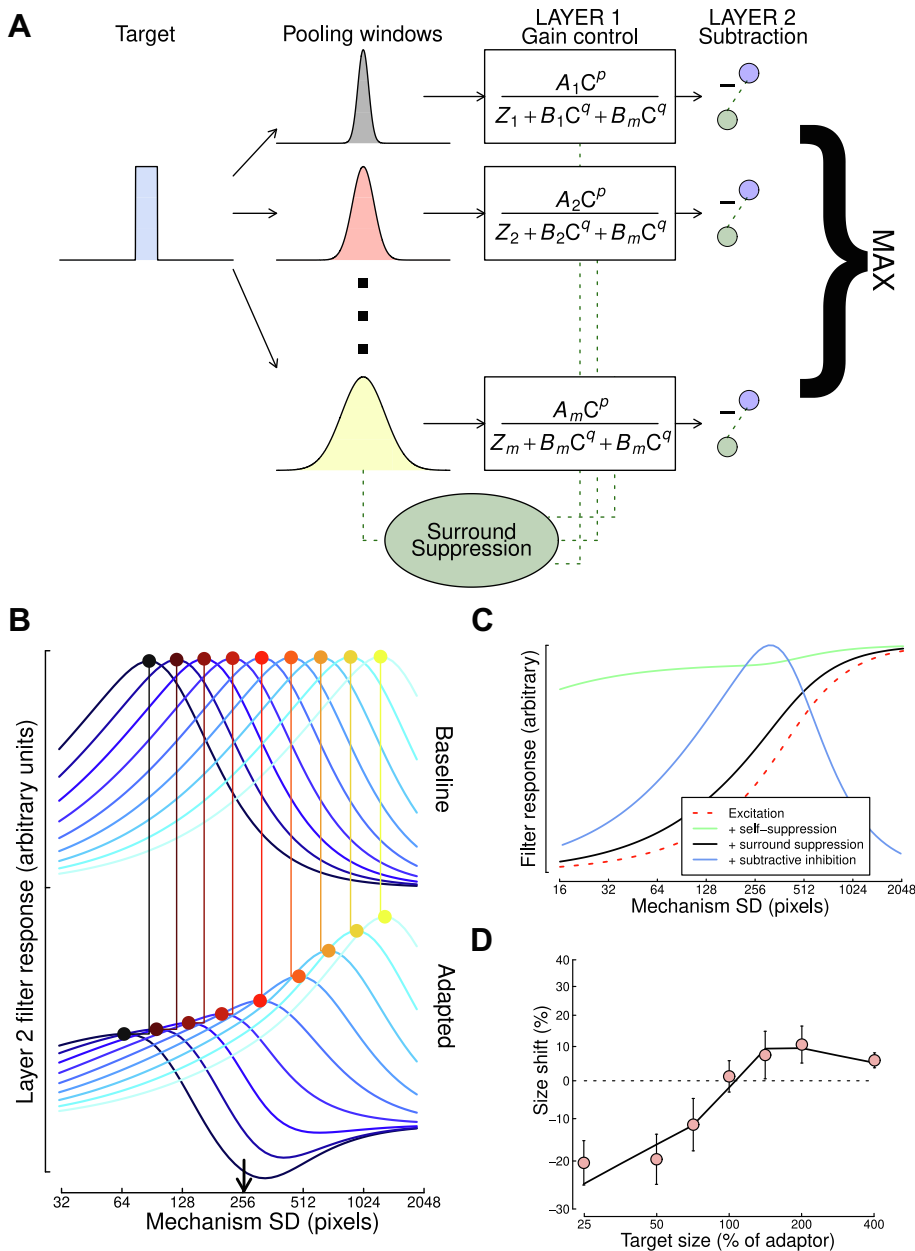 A
Target
Pooling windows
LAYER 1
Gain control
LAYER 2
Subtraction
A₁Cᵖ
Z₁ + B₁C^q + BₘC^q
−
A₂Cᵖ
Z₂ + B₂C^q + BₘC^q
−
AₘCᵖ
Zₘ + BₘC^q + BₘC^q
−
}
MAX
Surround
Suppression
B
Layer 2 filter response (arbitrary units)
Baseline
Adapted
32 64 128 256 512 1024 2048
Mechanism SD (pixels)
C
Filter response (arbitrary)
Excitation
+ self−suppression
+ surround suppression
+ subtractive inhibition
16 32 64 128 256 512 1024 2048
Mechanism SD (pixels)
D
Size shift (%)
40
30
20
10
0
−10
−20
−30
25 50 100 200 400
Target size (% of adaptor)